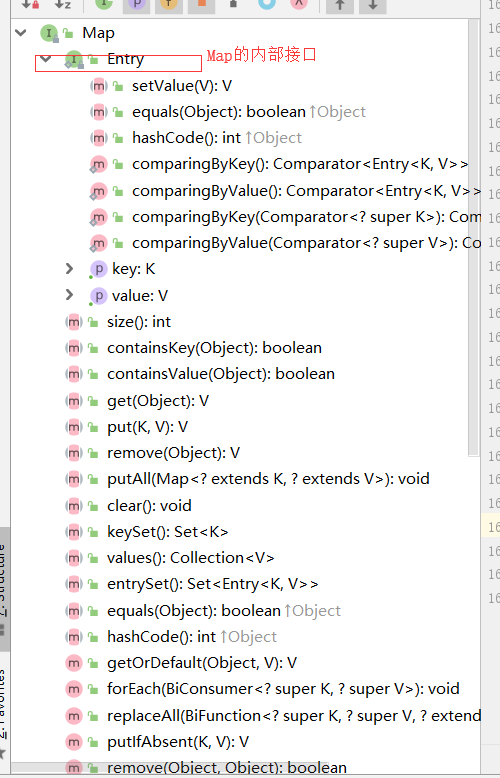 Map
Entry Map的内部接口
setValue(V): V
equals(Object): boolean ↑Object
hashCode(): int ↑Object
comparingByKey(): Comparator<Entry<K, V>>
comparingByValue(): Comparator<Entry<K, V>>
comparingByKey(Comparator<? super K>): Com
comparingByValue(Comparator<? super V>): Co
key: K
value: V
size(): int
containsKey(Object): boolean
containsValue(Object): boolean
get(Object): V
put(K, V): V
remove(Object): V
putAll(Map<? extends K, ? extends V>): void
clear(): void
keySet(): Set<K>
values(): Collection<V>
entrySet(): Set<Entry<K, V>>
equals(Object): boolean ↑Object
hashCode(): int ↑Object
getOrDefault(Object, V): V
forEach(BiConsumer<? super K, ? super V>): void
replaceAll(BiFunction<? super K, ? super V, ? extend
putIfAbsent(K, V): V
remove(Object, Object): boolean
Z: Structure
2: Favorites